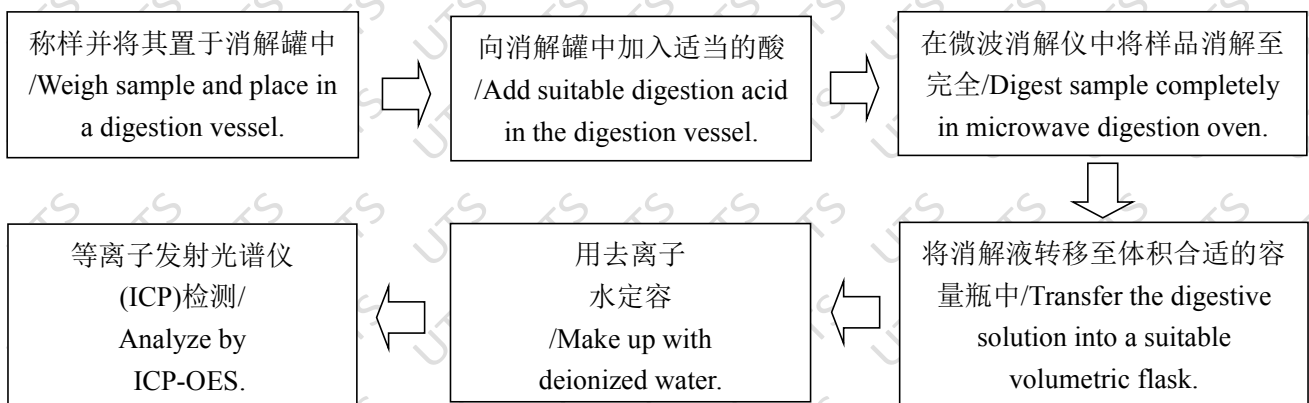 称样并将其置于消解罐中
/Weigh sample and place in
a digestion vessel.
向消解罐中加入适当的酸
/Add suitable digestion acid
in the digestion vessel.
在微波消解仪中将样品消解至
完全/Digest sample completely
in microwave digestion oven.
将消解液转移至体积合适的容
量瓶中/Transfer the digestive
solution into a suitable
volumetric flask.
用去离子
水定容
/Make up with
deionized water.
等离子发射光谱仪
(ICP)检测/
Analyze by
ICP-OES.
UTS